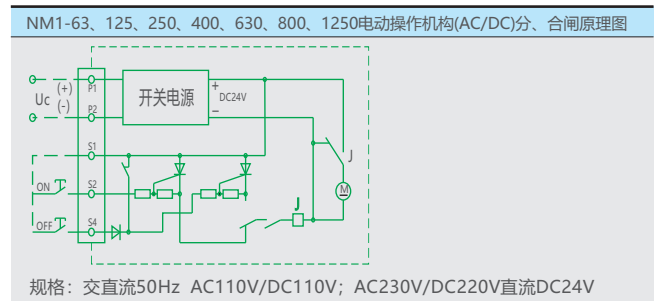 NM1-63、125、250、400、630、800、1250电动操作机构(AC/DC)分、合闸原理图
P1
(+)
Uc
(-)
P2
开关电源
+
DC24V
−
S1
J
ON
S2
M
J
OFF
S4
规格：交直流50Hz AC110V/DC110V；AC230V/DC220V直流DC24V